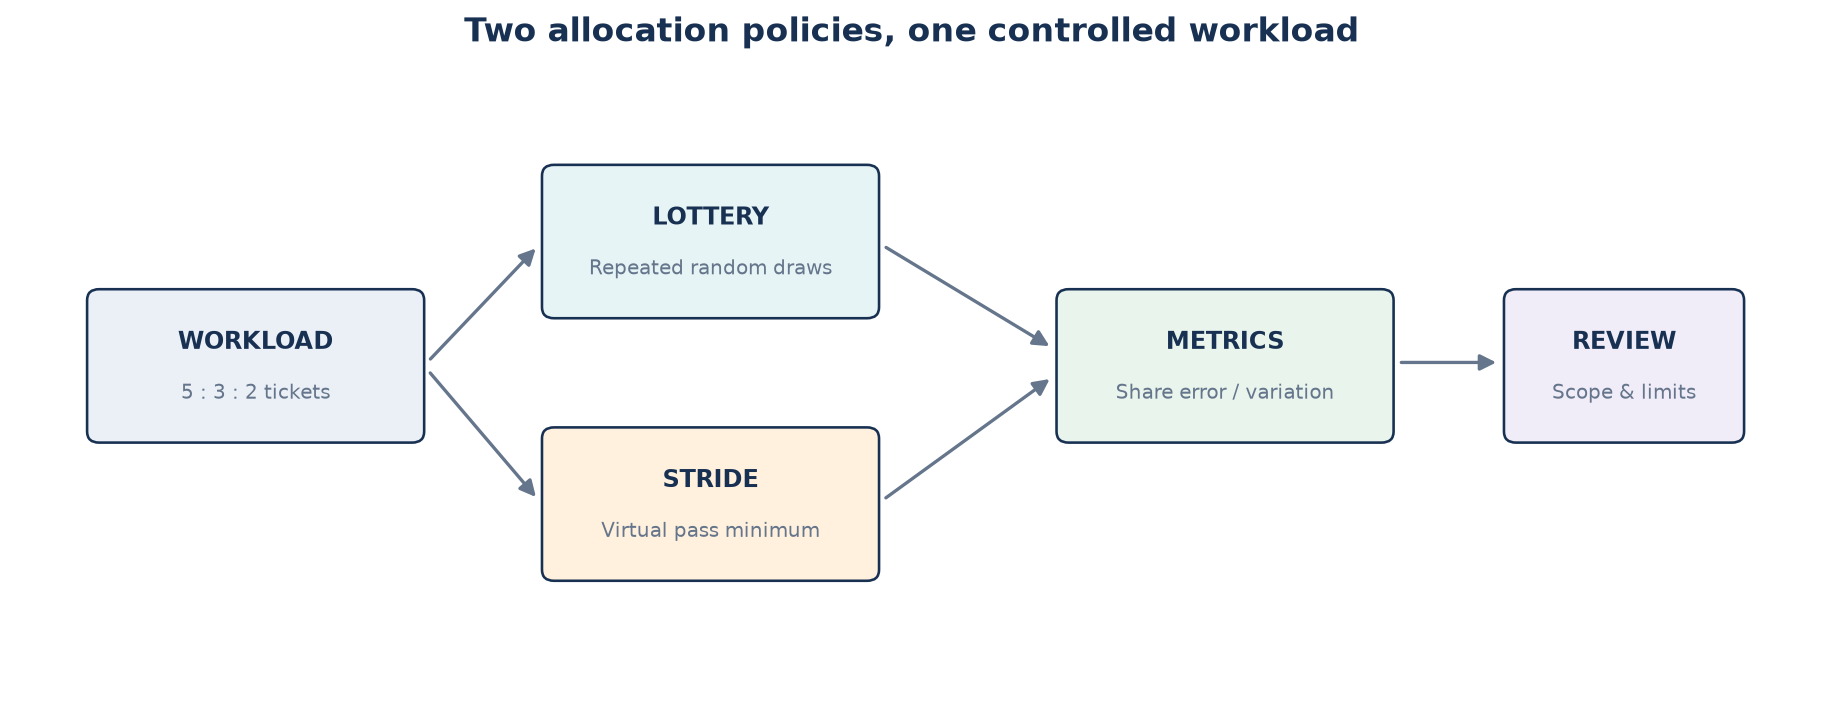 Two allocation policies, one controlled workload
WORKLOAD
5 : 3 : 2 tickets
LOTTERY
Repeated random draws
STRIDE
Virtual pass minimum
METRICS
Share error / variation
REVIEW
Scope & limits